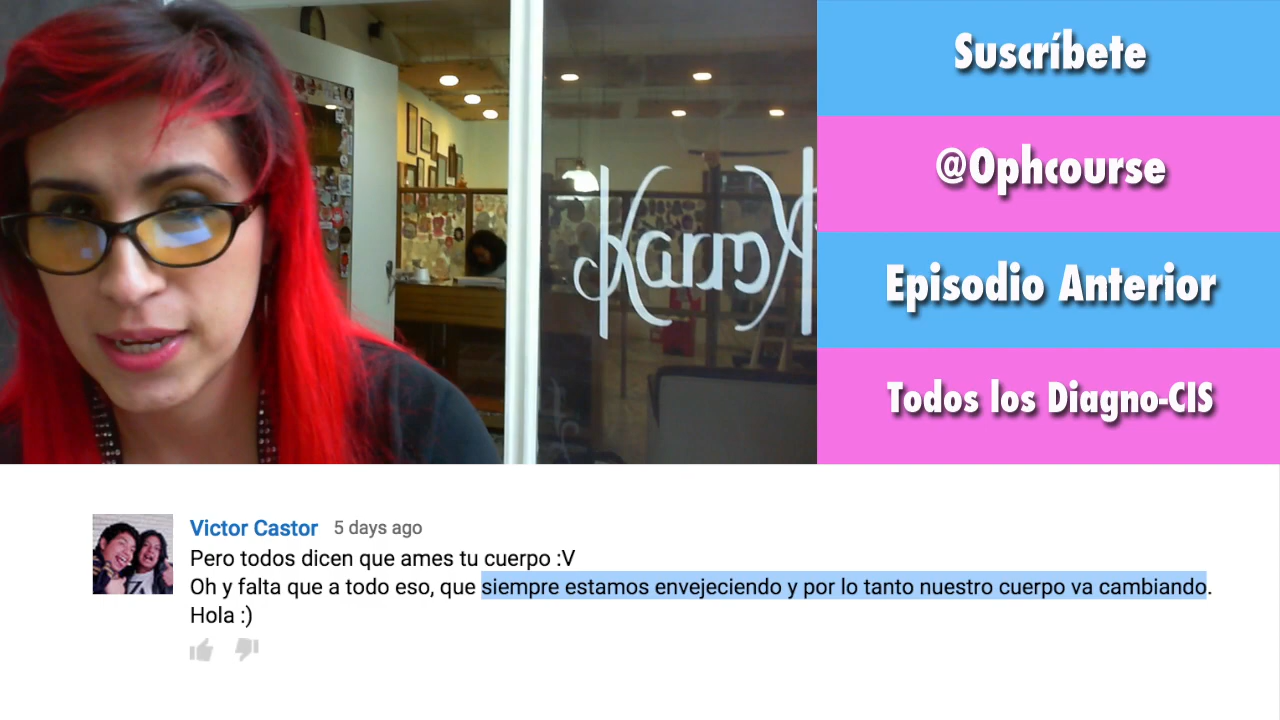 Suscríbete
@Ophcourse
Episodio Anterior
Todos los Diagno-CIS
Karma
Victor Castor 5 days ago
Pero todos dicen que ames tu cuerpo :V
Oh y falta que a todo eso, que siempre estamos envejeciendo y por lo tanto nuestro cuerpo va cambiando.
Hola :)